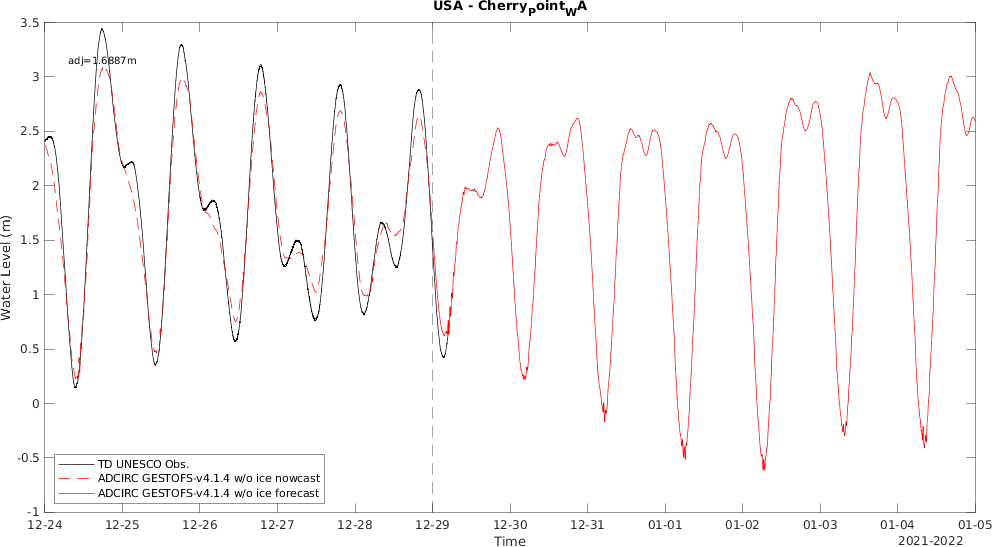 USA - Cherry_Point_WA
adj=1.6887m
3.5
3
2.5
2
1.5
1
0.5
0
-0.5
-1
Water Level (m)
TD UNESCO Obs.
ADCIRC GESTOFS-v4.1.4 w/o ice nowcast
ADCIRC GESTOFS-v4.1.4 w/o ice forecast
12-24 12-25 12-26 12-27 12-28 12-29 12-30 12-31 01-01 01-02 01-03 01-04 01-05
Time
2021-2022